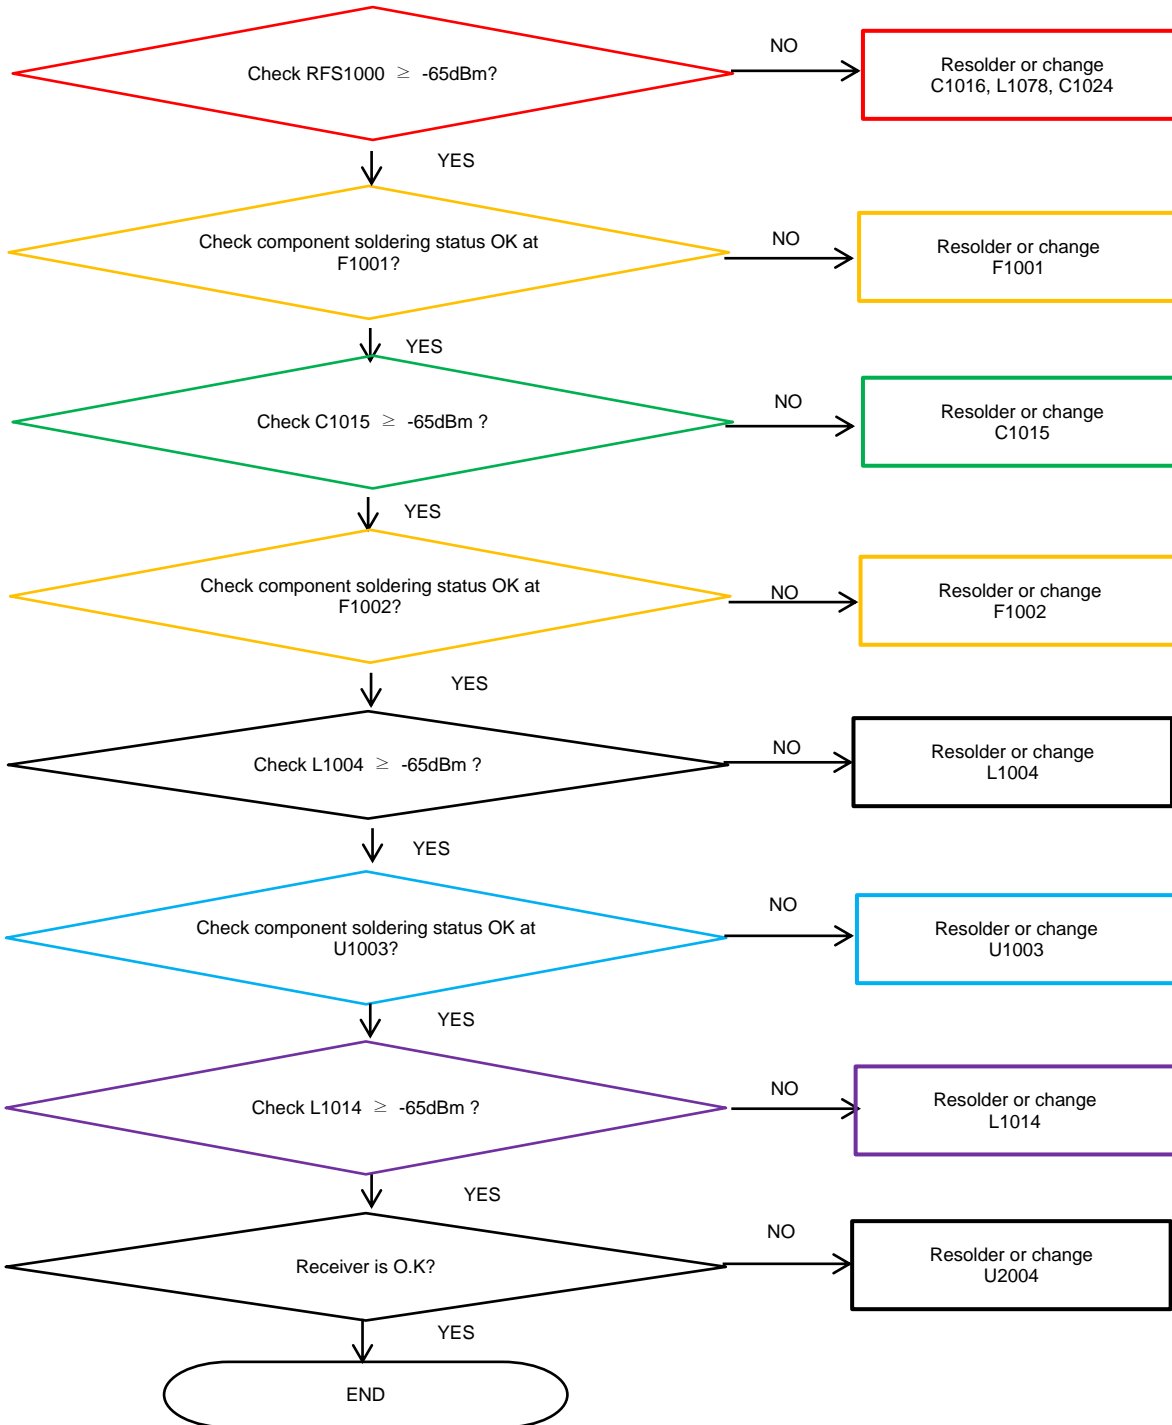 Check RFS1000 ≥ -65dBm?
NO
Resolder or change
C1016, L1078, C1024
YES
Check component soldering status OK at
F1001?
NO
Resolder or change
F1001
YES
Check C1015 ≥ -65dBm ?
NO
Resolder or change
C1015
YES
Check component soldering status OK at
F1002?
NO
Resolder or change
F1002
YES
Check L1004 ≥ -65dBm ?
NO
Resolder or change
L1004
YES
Check component soldering status OK at
U1003?
NO
Resolder or change
U1003
YES
Check L1014 ≥ -65dBm ?
NO
Resolder or change
L1014
YES
Receiver is O.K?
NO
Resolder or change
U2004
YES
END